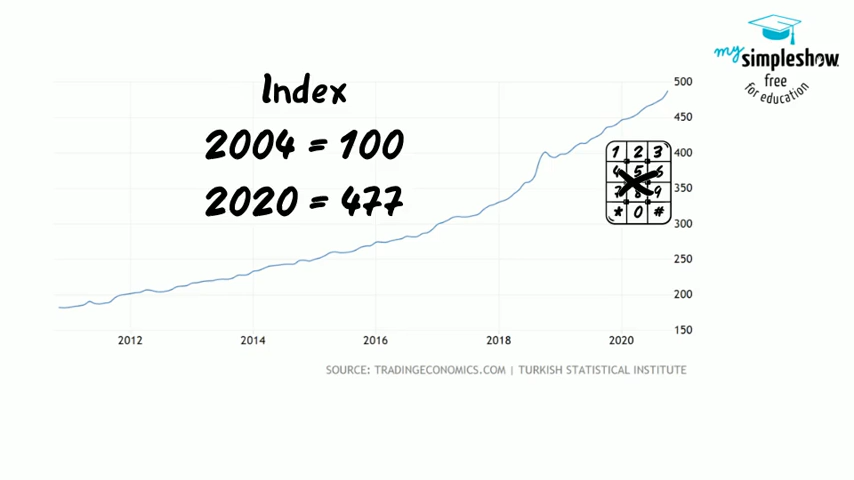 my
simpleshow
free
for education
Index
2004 = 100
2020 = 477
500
450
400
350
300
250
200
150
1 2 3
4 5 6
7 8 9
* 0 #
2012 2014 2016 2018 2020
SOURCE: TRADINGECONOMICS.COM | TURKISH STATISTICAL INSTITUTE